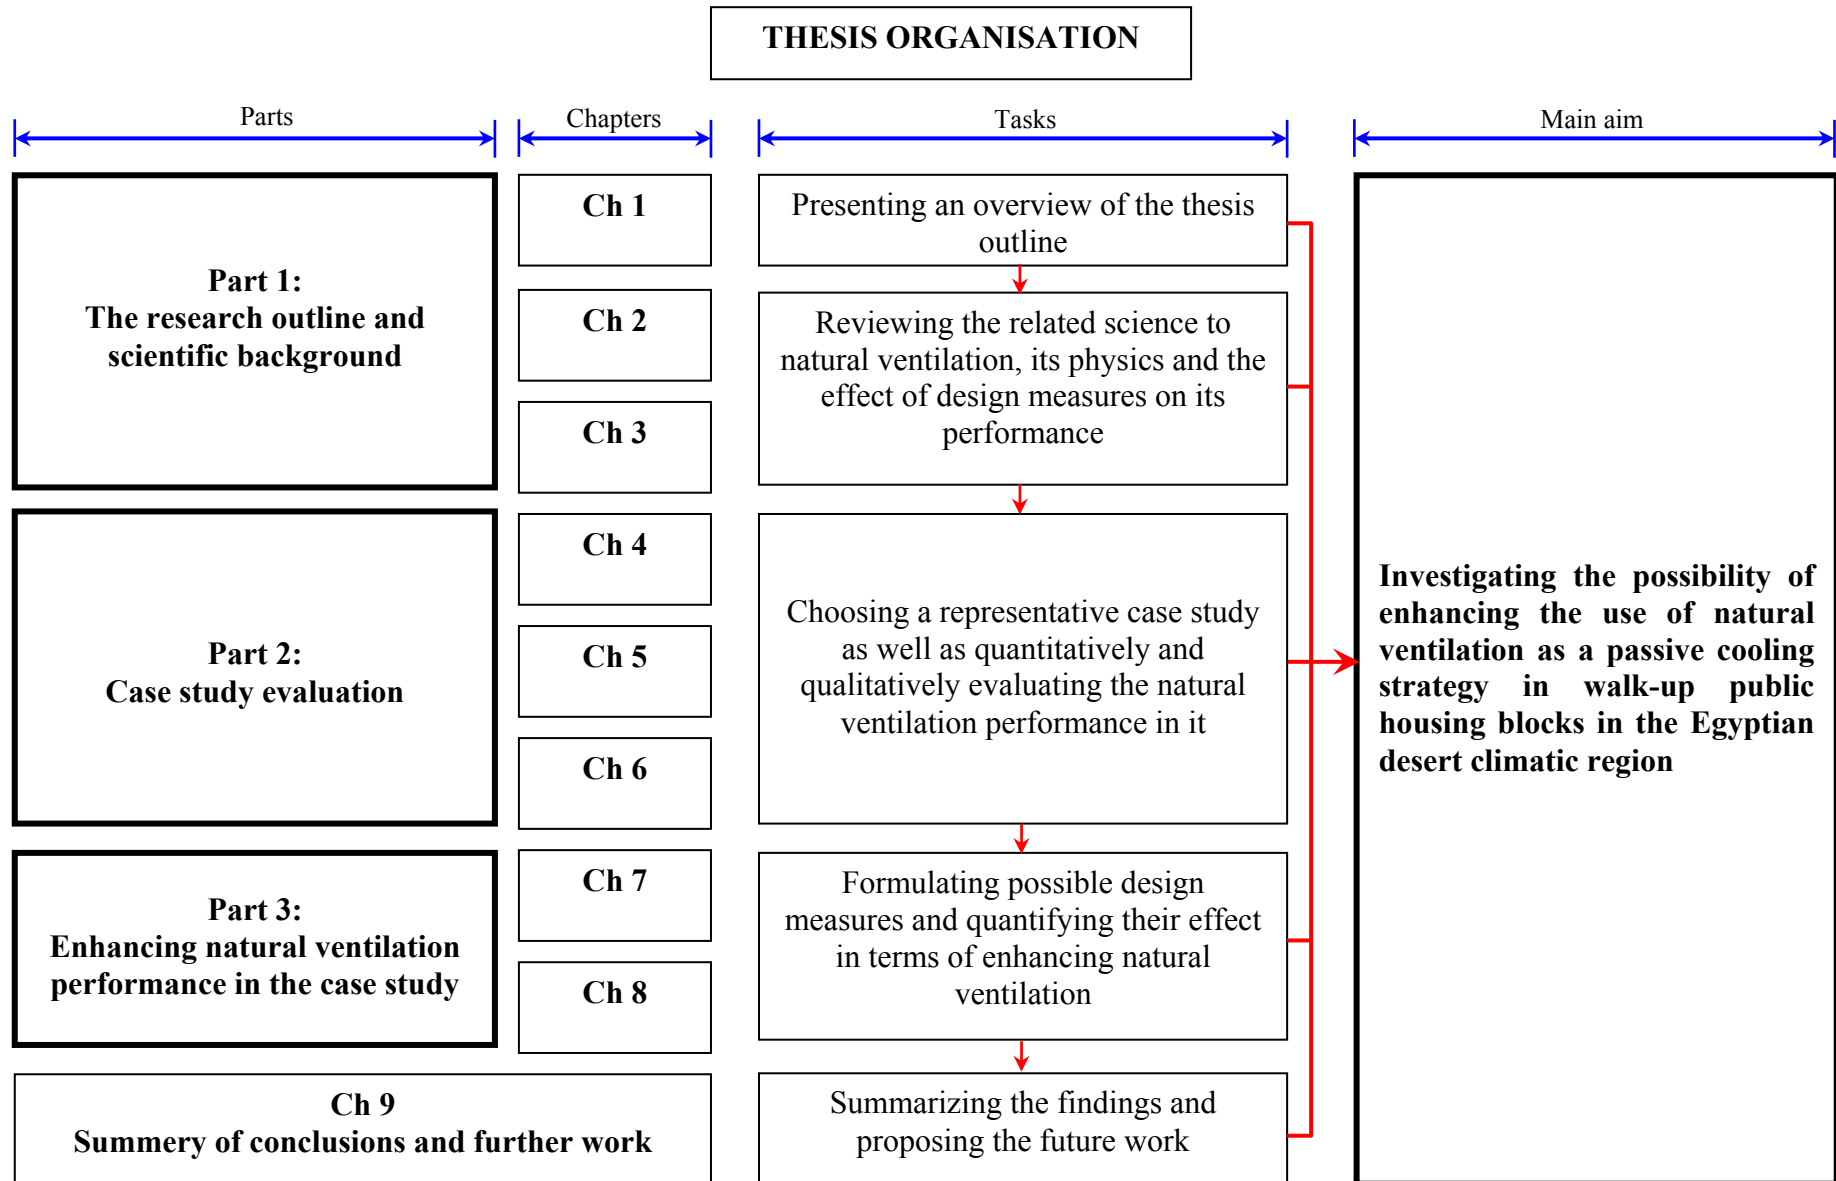 THESIS ORGANISATION
Parts
Chapters
Tasks
Main aim
Part 1:
The research outline and
scientific background
Ch 1
Ch 2
Ch 3
Presenting an overview of the thesis
outline
Reviewing the related science to
natural ventilation, its physics and the
effect of design measures on its
performance
Part 2:
Case study evaluation
Ch 4
Ch 5
Ch 6
Choosing a representative case study
as well as quantitatively and
qualitatively evaluating the natural
ventilation performance in it
Part 3:
Enhancing natural ventilation
performance in the case study
Ch 7
Ch 8
Formulating possible design
measures and quantifying their effect
in terms of enhancing natural
ventilation
Ch 9
Summery of conclusions and further work
Summarizing the findings and
proposing the future work
Investigating the possibility of
enhancing the use of natural
ventilation as a passive cooling
strategy in walk-up public
housing blocks in the Egyptian
desert climatic region